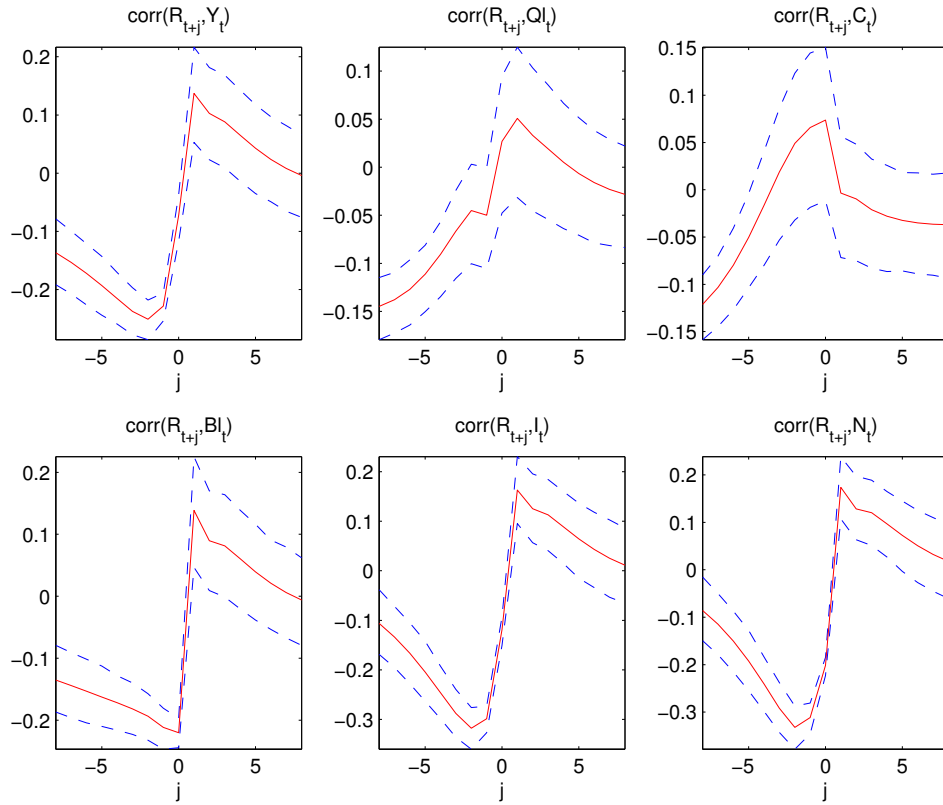 corr(R_{t+j},Y_t)
0.2
0.1
0
−0.1
−0.2
−5 0 5
j
corr(R_{t+j},QI_t)
0.1
0.05
0
−0.05
−0.1
−0.15
−5 0 5
j
corr(R_{t+j},C_t)
0.15
0.1
0.05
0
−0.05
−0.1
−0.15
−5 0 5
j
corr(R_{t+j},BI_t)
0.2
0.1
0
−0.1
−0.2
−5 0 5
j
corr(R_{t+j},I_t)
0.2
0.1
0
−0.1
−0.2
−0.3
−5 0 5
j
corr(R_{t+j},N_t)
0.2
0.1
0
−0.1
−0.2
−0.3
−5 0 5
j